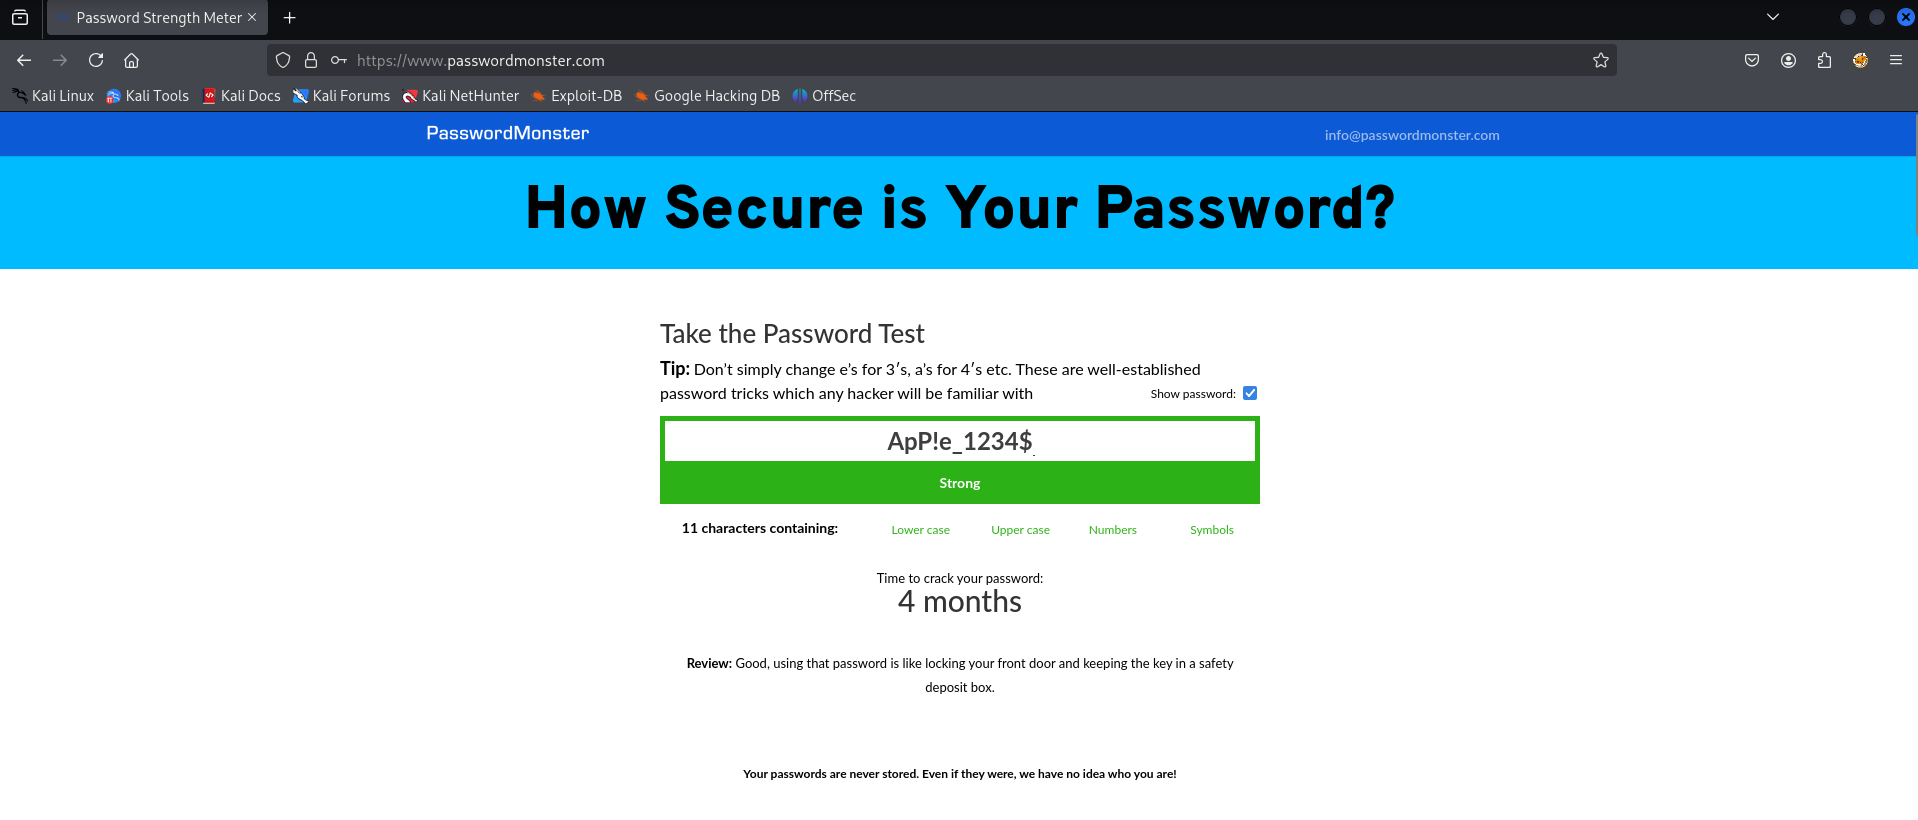 Password Strength Meter
https://www.passwordmonster.com
Kali Linux Kali Tools Kali Docs Kali Forums Kali NetHunter Exploit-DB Google Hacking DB OffSec
PasswordMonster info@passwordmonster.com
How Secure is Your Password?
Take the Password Test
Tip: Don’t simply change e’s for 3′s, a’s for 4′s etc. These are well-established
password tricks which any hacker will be familiar with Show password:
ApP!e_1234$
Strong
11 characters containing: Lower case Upper case Numbers Symbols
Time to crack your password:
4 months
Review: Good, using that password is like locking your front door and keeping the key in a safety
deposit box.
Your passwords are never stored. Even if they were, we have no idea who you are!